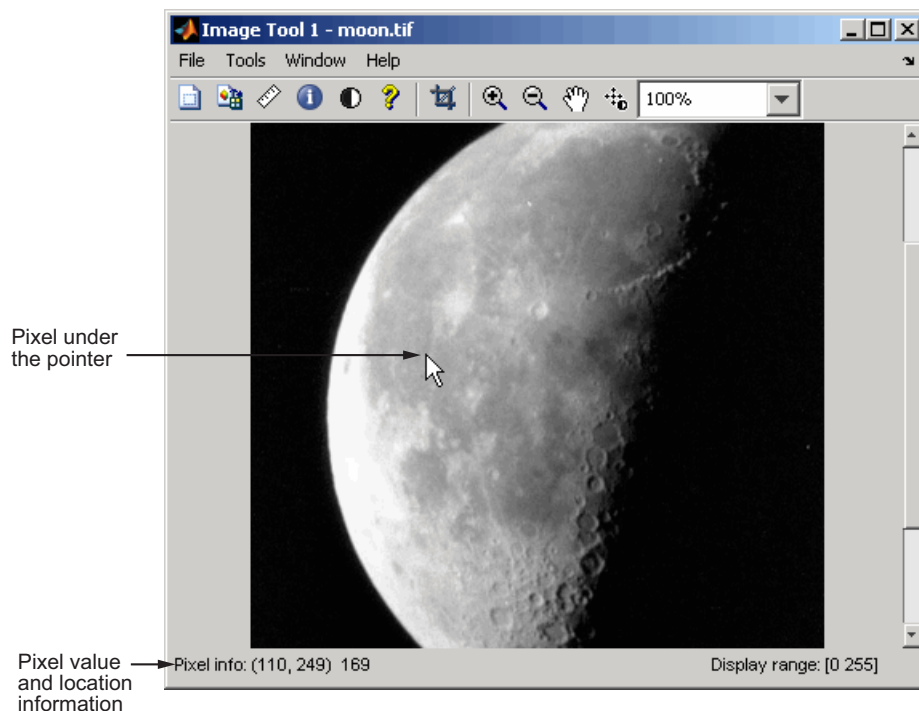 Image Tool 1 - moon.tif
File Tools Window Help
100%
Pixel under
the pointer
Pixel info: (110, 249) 169
Display range: [0 255]
Pixel value
and location
information